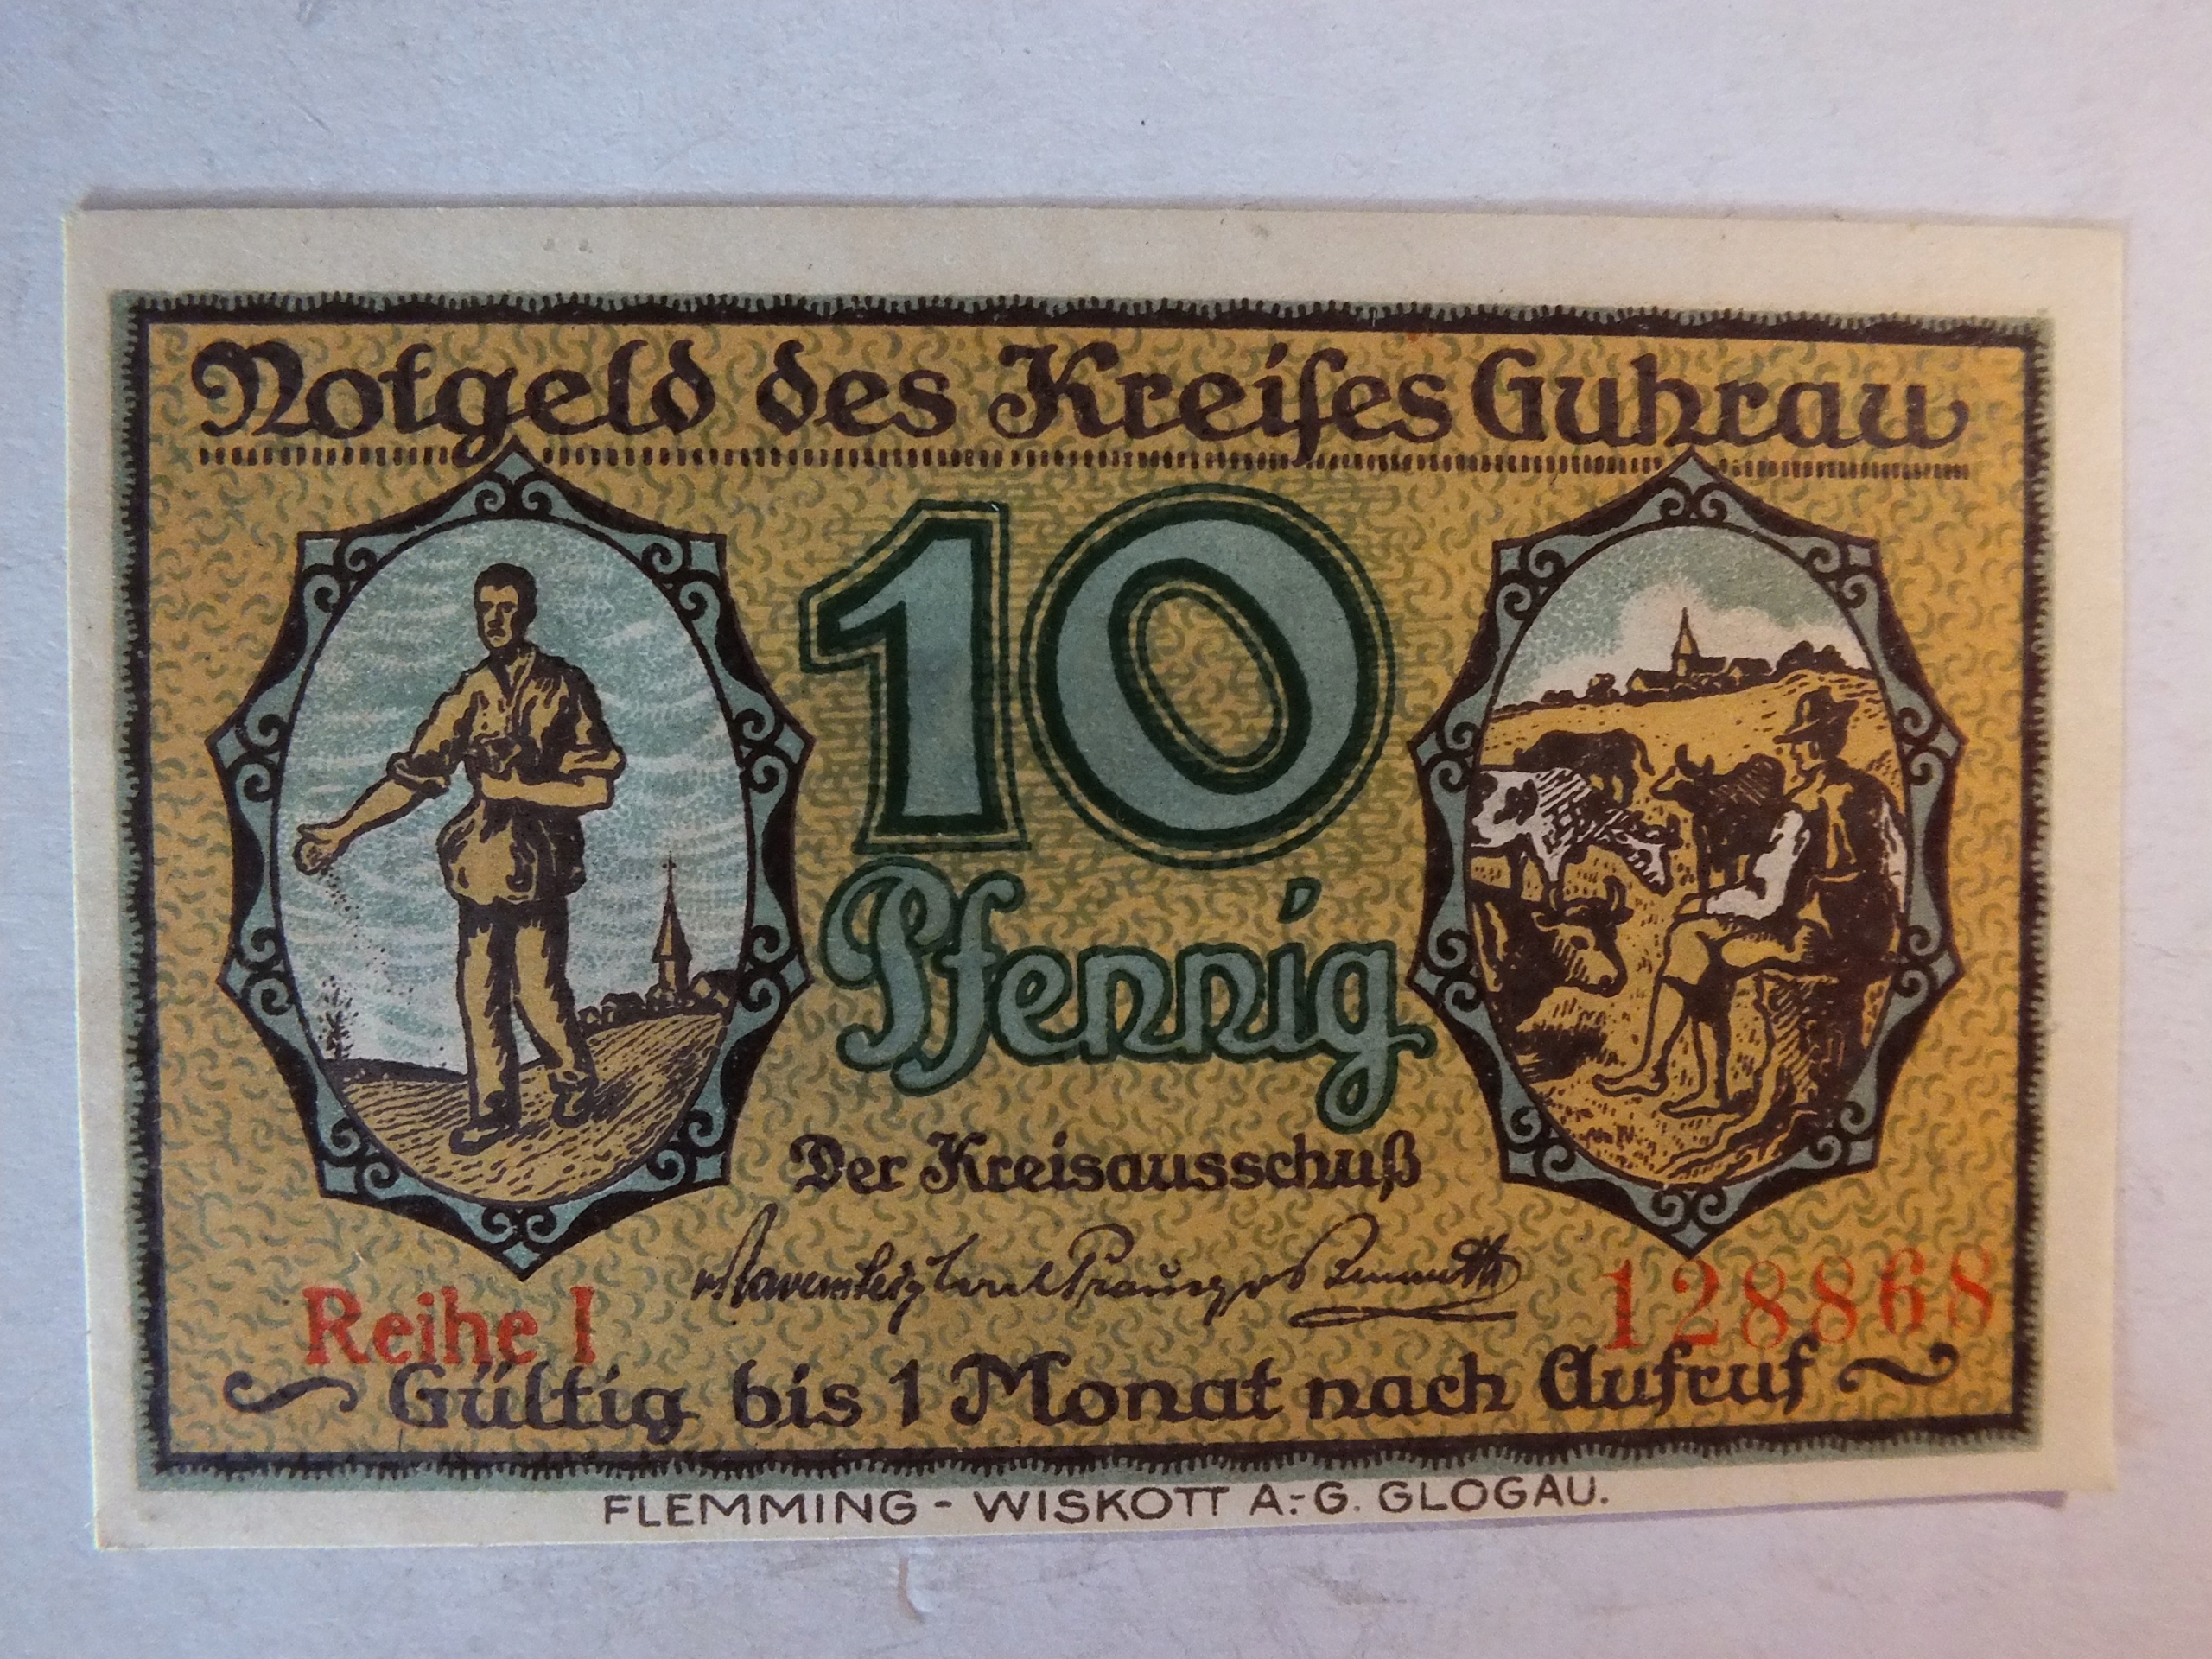 Notgeld des Kreiſes Guhrau
10
Pfennig
Der Kreisausschuß
Reihe I
128868
Gültig bis 1 Monat nach Aufruf
FLEMMING - WISKOTT A.-G. GLOGAU.